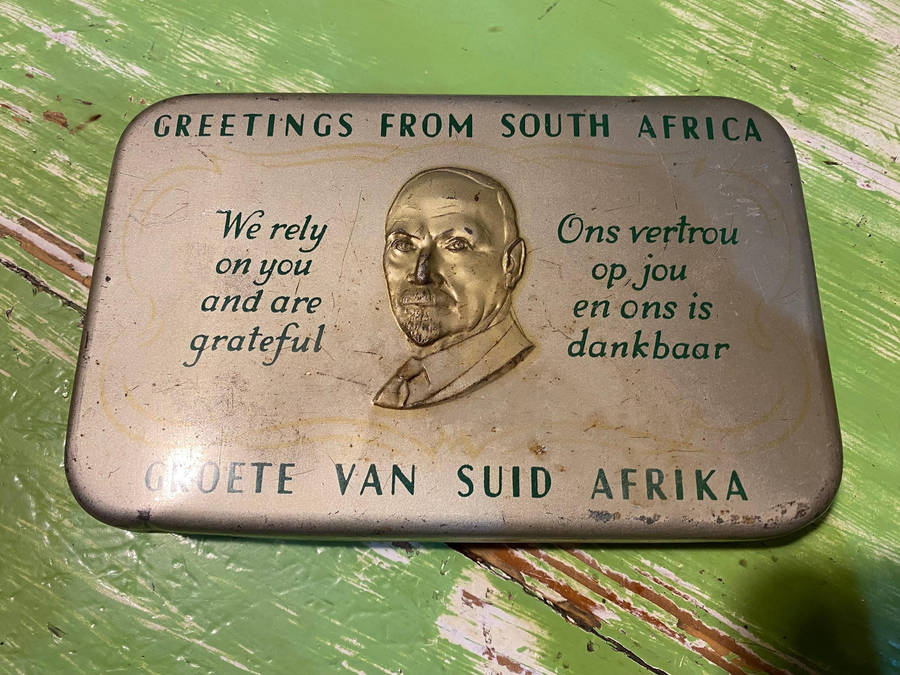 GREETINGS FROM SOUTH AFRICA
We rely
on you
and are
grateful
Ons vertrou
op jou
en ons is
dankbaar
GROETE VAN SUID AFRIKA